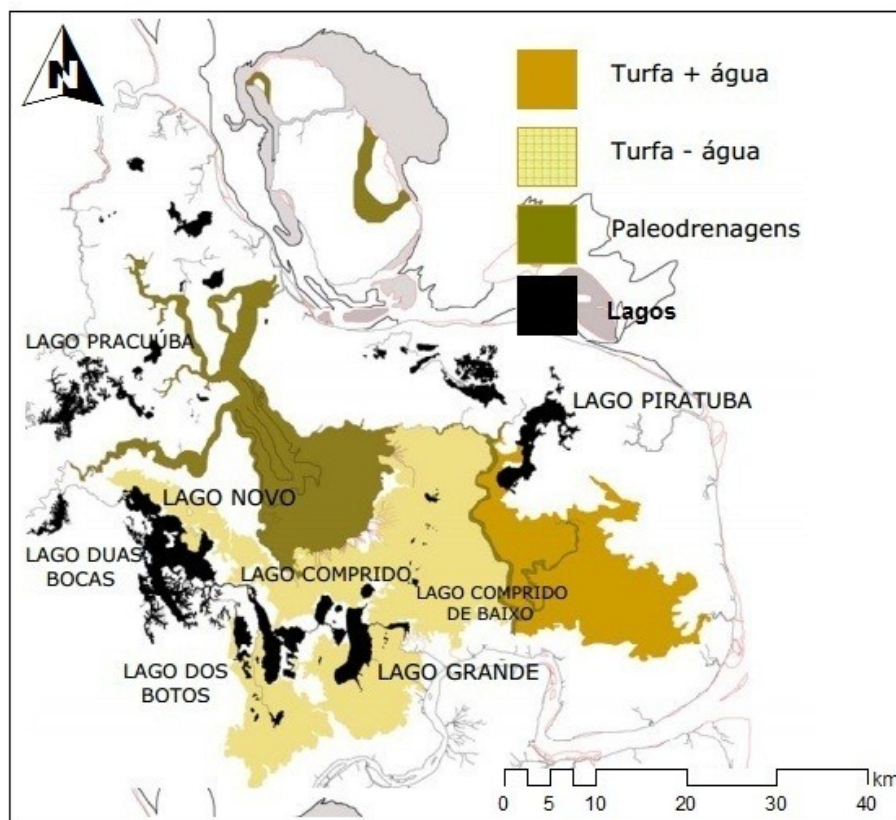 N
Turfa + água
Turfa - água
Paleodrenagens
Lagos
LAGO PRACUÚBA
LAGO PIRATUBA
LAGO NOVO
LAGO DUAS
BOCAS
LAGO COMPRIDO
LAGO COMPRIDO
DE BAIXO
LAGO DOS
BOTOS
LAGO GRANDE
km
0 5 10 20 30 40